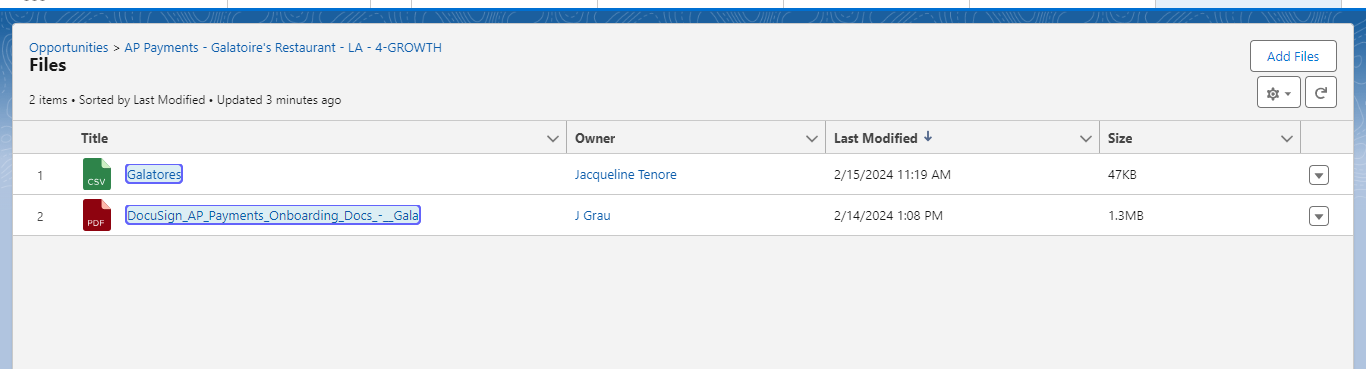 Opportunities > AP Payments - Galatoire's Restaurant - LA - 4-GROWTH
Files
Add Files
2 items • Sorted by Last Modified • Updated 3 minutes ago
Title Owner Last Modified Size
1 CSV Galatores Jacqueline Tenore 2/15/2024 11:19 AM 47KB
2 PDF DocuSign_AP_Payments_Onboarding_Docs_-__Gala J Grau 2/14/2024 1:08 PM 1.3MB